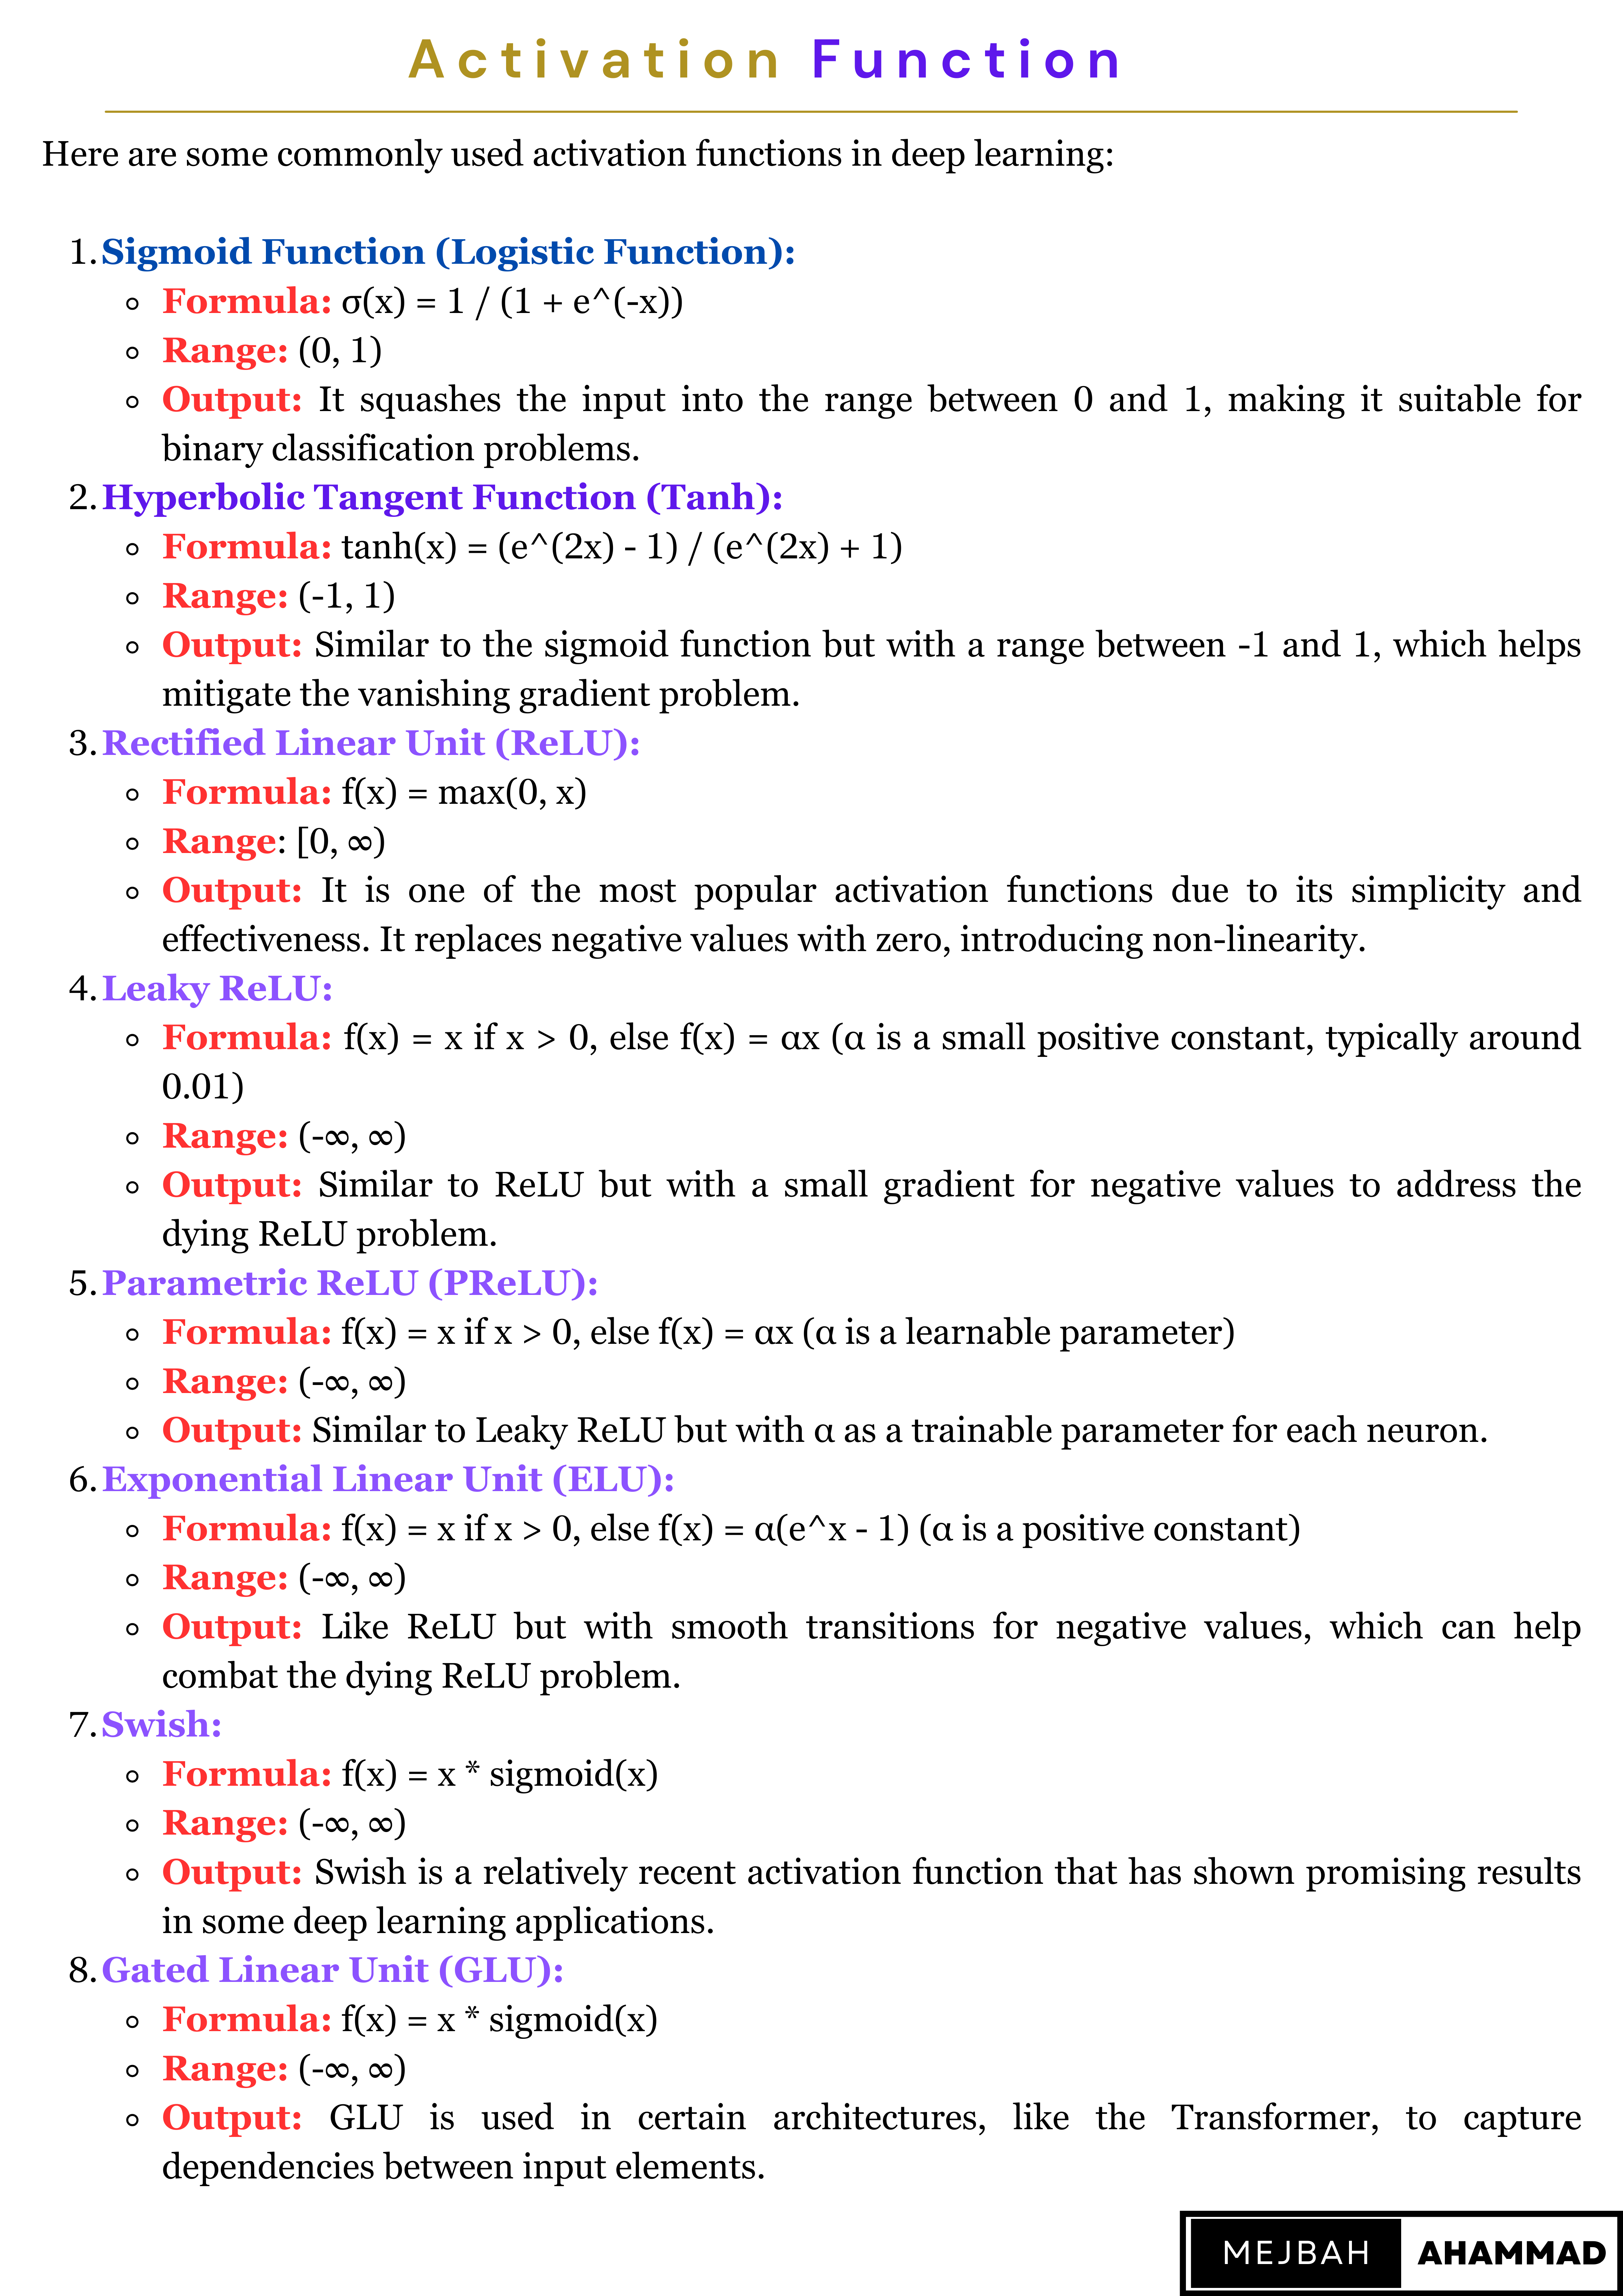 Activation Function
Here are some commonly used activation functions in deep learning:
1. Sigmoid Function (Logistic Function):
Formula: σ(x) = 1 / (1 + e^(-x))
Range: (0, 1)
Output: It squashes the input into the range between 0 and 1, making it suitable for
binary classification problems.
2. Hyperbolic Tangent Function (Tanh):
Formula: tanh(x) = (e^(2x) - 1) / (e^(2x) + 1)
Range: (-1, 1)
Output: Similar to the sigmoid function but with a range between -1 and 1, which helps
mitigate the vanishing gradient problem.
3. Rectified Linear Unit (ReLU):
Formula: f(x) = max(0, x)
Range: [0, ∞)
Output: It is one of the most popular activation functions due to its simplicity and
effectiveness. It replaces negative values with zero, introducing non-linearity.
4. Leaky ReLU:
Formula: f(x) = x if x > 0, else f(x) = αx (α is a small positive constant, typically around
0.01)
Range: (-∞, ∞)
Output: Similar to ReLU but with a small gradient for negative values to address the
dying ReLU problem.
5. Parametric ReLU (PReLU):
Formula: f(x) = x if x > 0, else f(x) = αx (α is a learnable parameter)
Range: (-∞, ∞)
Output: Similar to Leaky ReLU but with α as a trainable parameter for each neuron.
6. Exponential Linear Unit (ELU):
Formula: f(x) = x if x > 0, else f(x) = α(e^x - 1) (α is a positive constant)
Range: (-∞, ∞)
Output: Like ReLU but with smooth transitions for negative values, which can help
combat the dying ReLU problem.
7. Swish:
Formula: f(x) = x * sigmoid(x)
Range: (-∞, ∞)
Output: Swish is a relatively recent activation function that has shown promising results
in some deep learning applications.
8. Gated Linear Unit (GLU):
Formula: f(x) = x * sigmoid(x)
Range: (-∞, ∞)
Output: GLU is used in certain architectures, like the Transformer, to capture
dependencies between input elements.
MEJBAH AHAMMAD